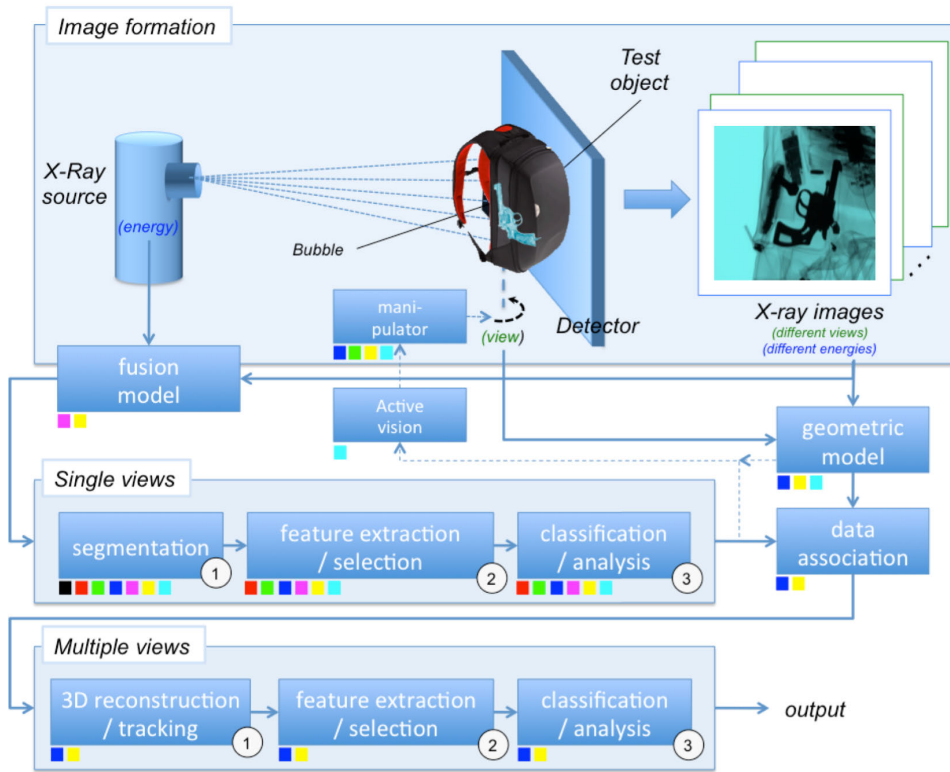 Image formation
Test
object
X-Ray
source
(energy)
Bubble
mani-
pulator
(view)
Detector
X-ray images
(different views)
(different energies)
fusion
model
Active
vision
geometric
model
Single views
segmentation
1
feature extraction
/ selection
2
classification
/ analysis
3
data
association
Multiple views
3D reconstruction
/ tracking
1
feature extraction
/ selection
2
classification
/ analysis
3
output